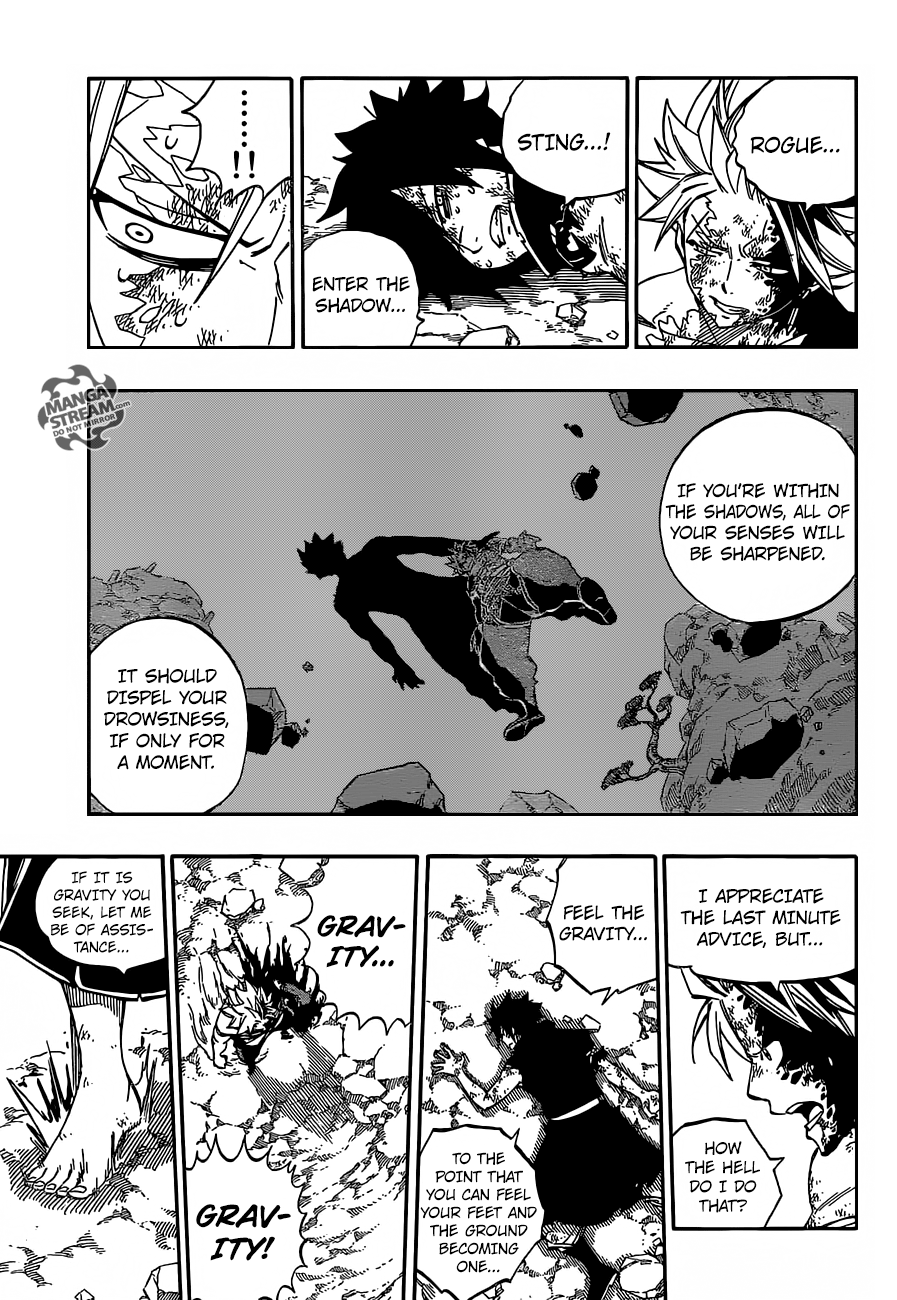 ROGUE...
STING...!
ENTER THE
SHADOW...
......!!
MANGA
STREAM.com
DO NOT MIRROR
IF YOU'RE WITHIN
THE SHADOWS, ALL OF
YOUR SENSES WILL
BE SHARPENED.
IT SHOULD
DISPEL YOUR
DROWSINESS,
IF ONLY FOR
A MOMENT.
I APPRECIATE
THE LAST MINUTE
ADVICE, BUT...
HOW
THE HELL
DO I DO
THAT?
FEEL THE
GRAVITY...
TO THE
POINT THAT
YOU CAN FEEL
YOUR FEET AND
THE GROUND
BECOMING
ONE...
GRAV-
ITY...
GRAV-
ITY!
IF IT IS
GRAVITY YOU
SEEK, LET ME
BE OF ASSIS-
TANCE...